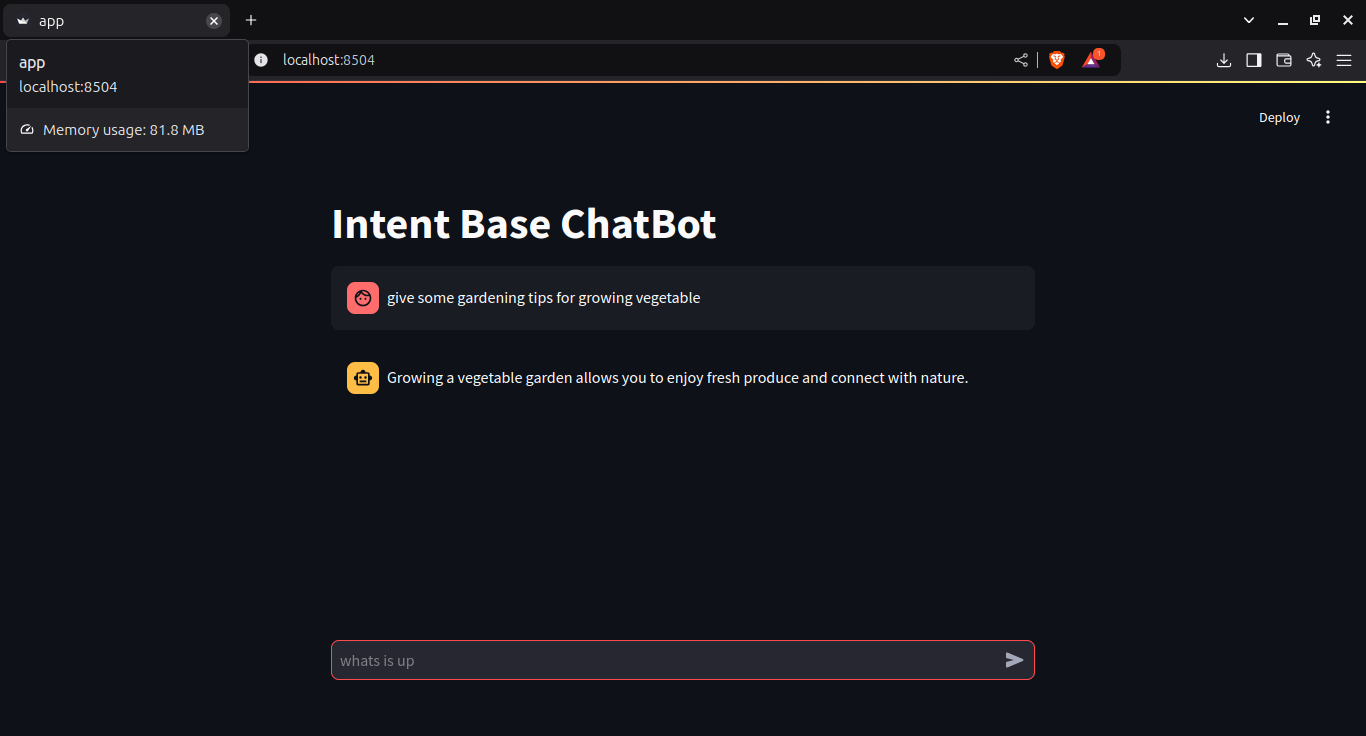 app
localhost:8504
1
app
localhost:8504
Memory usage: 81.8 MB
Deploy
Intent Base ChatBot
give some gardening tips for growing vegetable
Growing a vegetable garden allows you to enjoy fresh produce and connect with nature.
whats is up